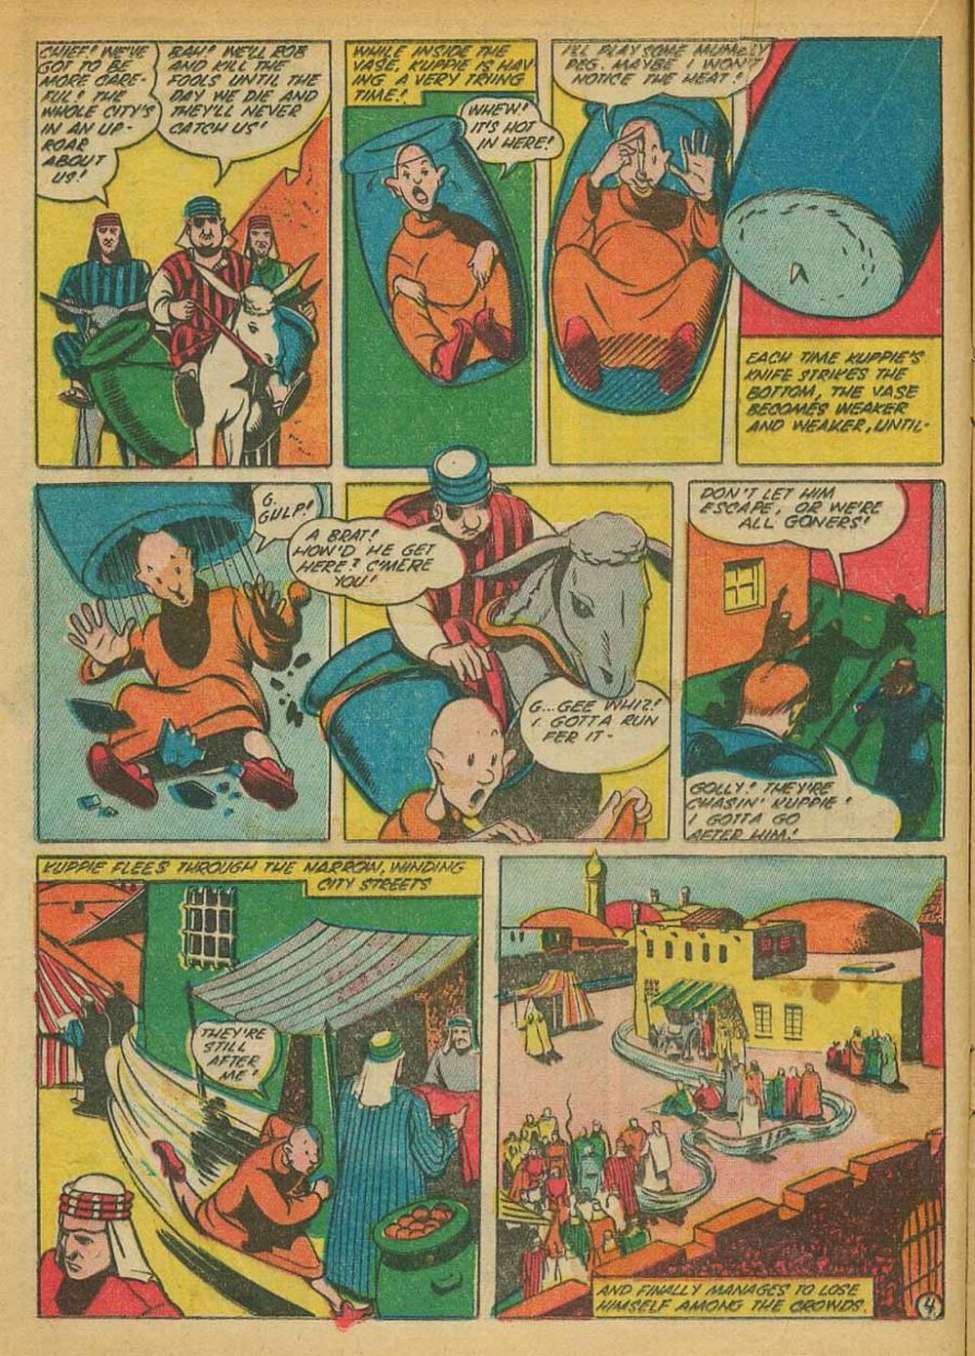 CHIEF! WE'VE
GOT TO BE
MORE CARE-
FUL! THE
WHOLE CITY'S
IN AN UP-
ROAR
ABOUT
US!
BAH! WE'LL ROB
AND KILL THE
FOOLS UNTIL THE
DAY WE DIE AND
THEY'LL NEVER
CATCH US!
WHILE INSIDE THE
VASE, KUPPIE IS HAV
ING A VERY TRYING
TIME!
WHEW!
IT'S HOT
IN HERE!
I'LL PLAY SOME MUMBLY
PEG. MAYBE I WON'T
NOTICE THE HEAT!
EACH TIME KUPPIE'S
KNIFE STRIKES THE
BOTTOM, THE VASE
BECOMES WEAKER
AND WEAKER, UNTIL-
G.
GULP!
A BRAT!
HOW'D HE GET
HERE? C'MERE
YOU!
G...GEE WHIZ!
I GOTTA RUN
FER IT-
DON'T LET HIM
ESCAPE, OR WE'RE
ALL GONERS!
GOLLY! THEY'RE
CHASIN' KUPPIE!
I GOTTA GO
AFTER HIM!
KUPPIE FLEES THROUGH THE NARROW, WINDING
CITY STREETS
THEY'RE
STILL
AFTER
ME!
AND FINALLY MANAGES TO LOSE
HIMSELF AMONG THE CROWDS.
4